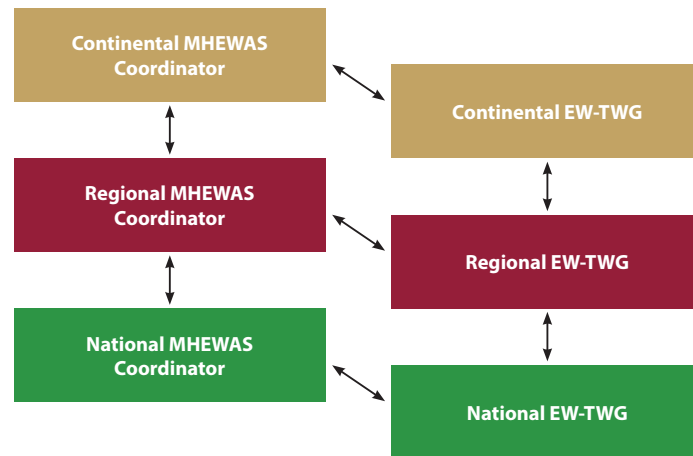 Continental MHEWAS
Coordinator
Continental EW-TWG
Regional MHEWAS
Coordinator
Regional EW-TWG
National MHEWAS
Coordinator
National EW-TWG